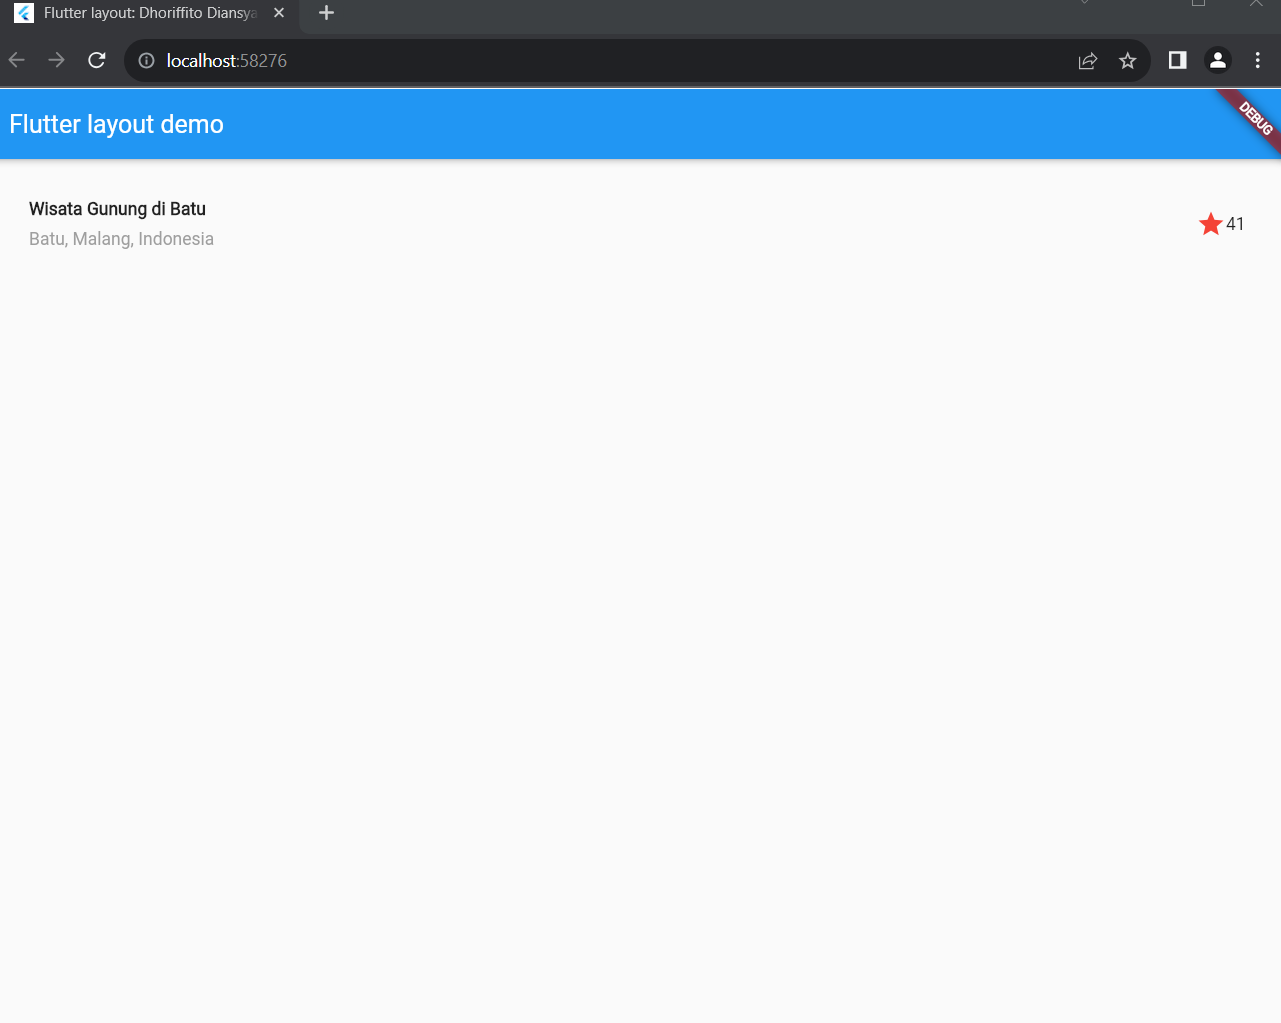 Flutter layout: Dhoriffito Diansya
localhost:58276
Flutter layout demo
DEBUG
Wisata Gunung di Batu
Batu, Malang, Indonesia
41